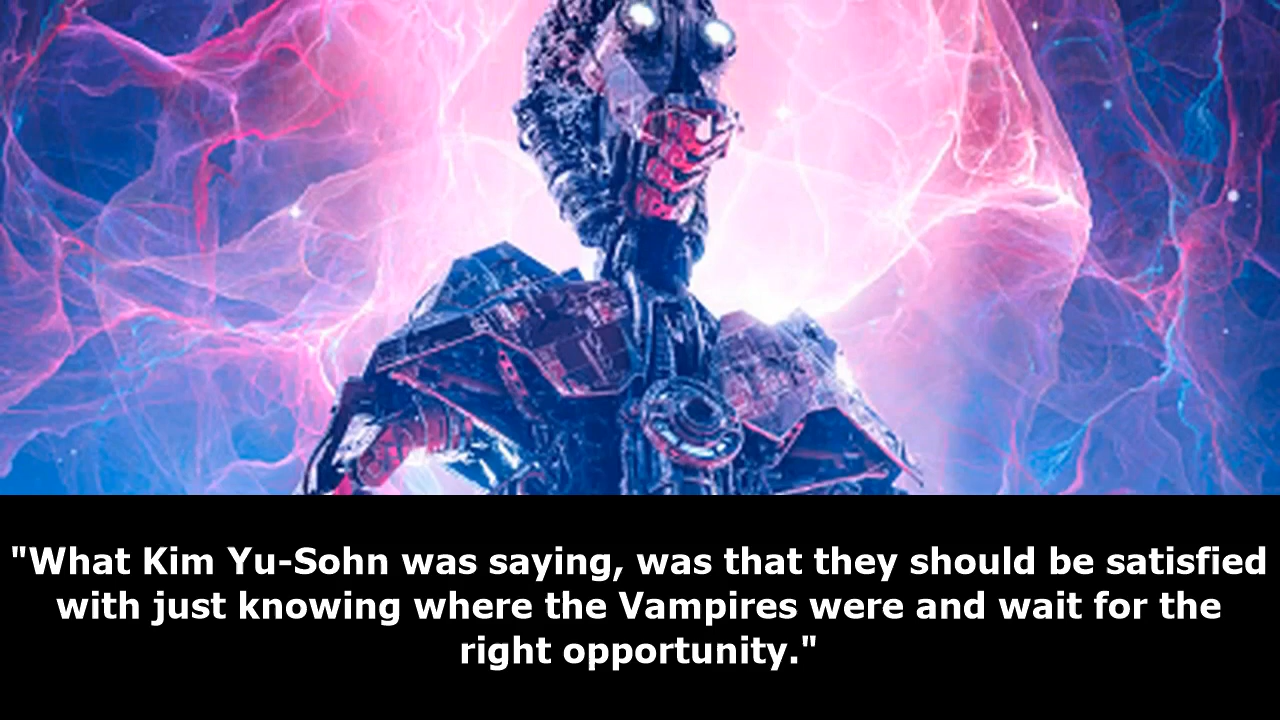 "What Kim Yu-Sohn was saying, was that they should be satisfied
with just knowing where the Vampires were and wait for the
right opportunity."